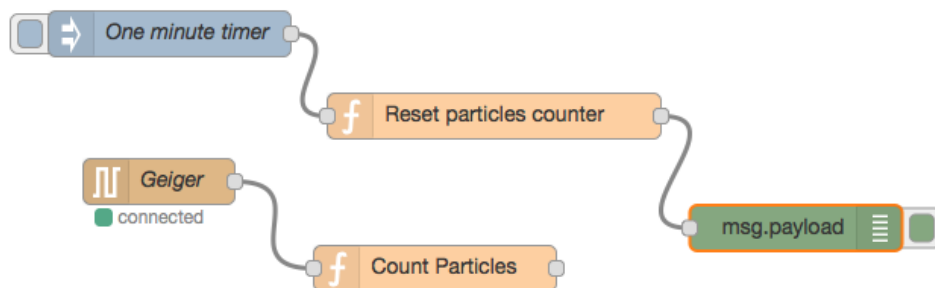 One minute timer
Reset particles counter
Geiger
connected
msg.payload
Count Particles